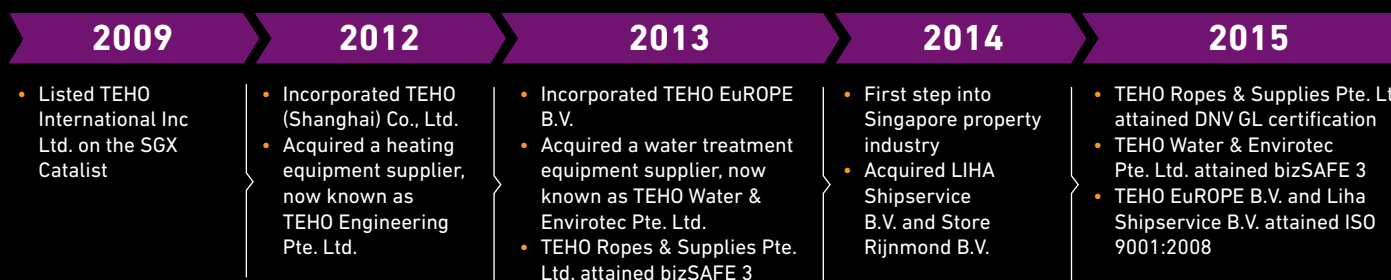 2009
• Listed TEHO
International Inc
Ltd. on the SGX
Catalist
2012
• Incorporated TEHO
(Shanghai) Co., Ltd.
• Acquired a heating
equipment supplier,
now known as
TEHO Engineering
Pte. Ltd.
2013
• Incorporated TEHO EuROPE
B.V.
• Acquired a water treatment
equipment supplier, now
known as TEHO Water &
Envirotec Pte. Ltd.
• TEHO Ropes & Supplies Pte.
Ltd. attained bizSAFE 3
2014
• First step into
Singapore property
industry
• Acquired LIHA
Shipservice
B.V. and Store
Rijnmond B.V.
2015
• TEHO Ropes & Supplies Pte.
attained DNV GL certification
• TEHO Water & Envirotec
Pte. Ltd. attained bizSAFE 3
• TEHO EuROPE B.V. and Liha
Shipservice B.V. attained ISO
9001:2008